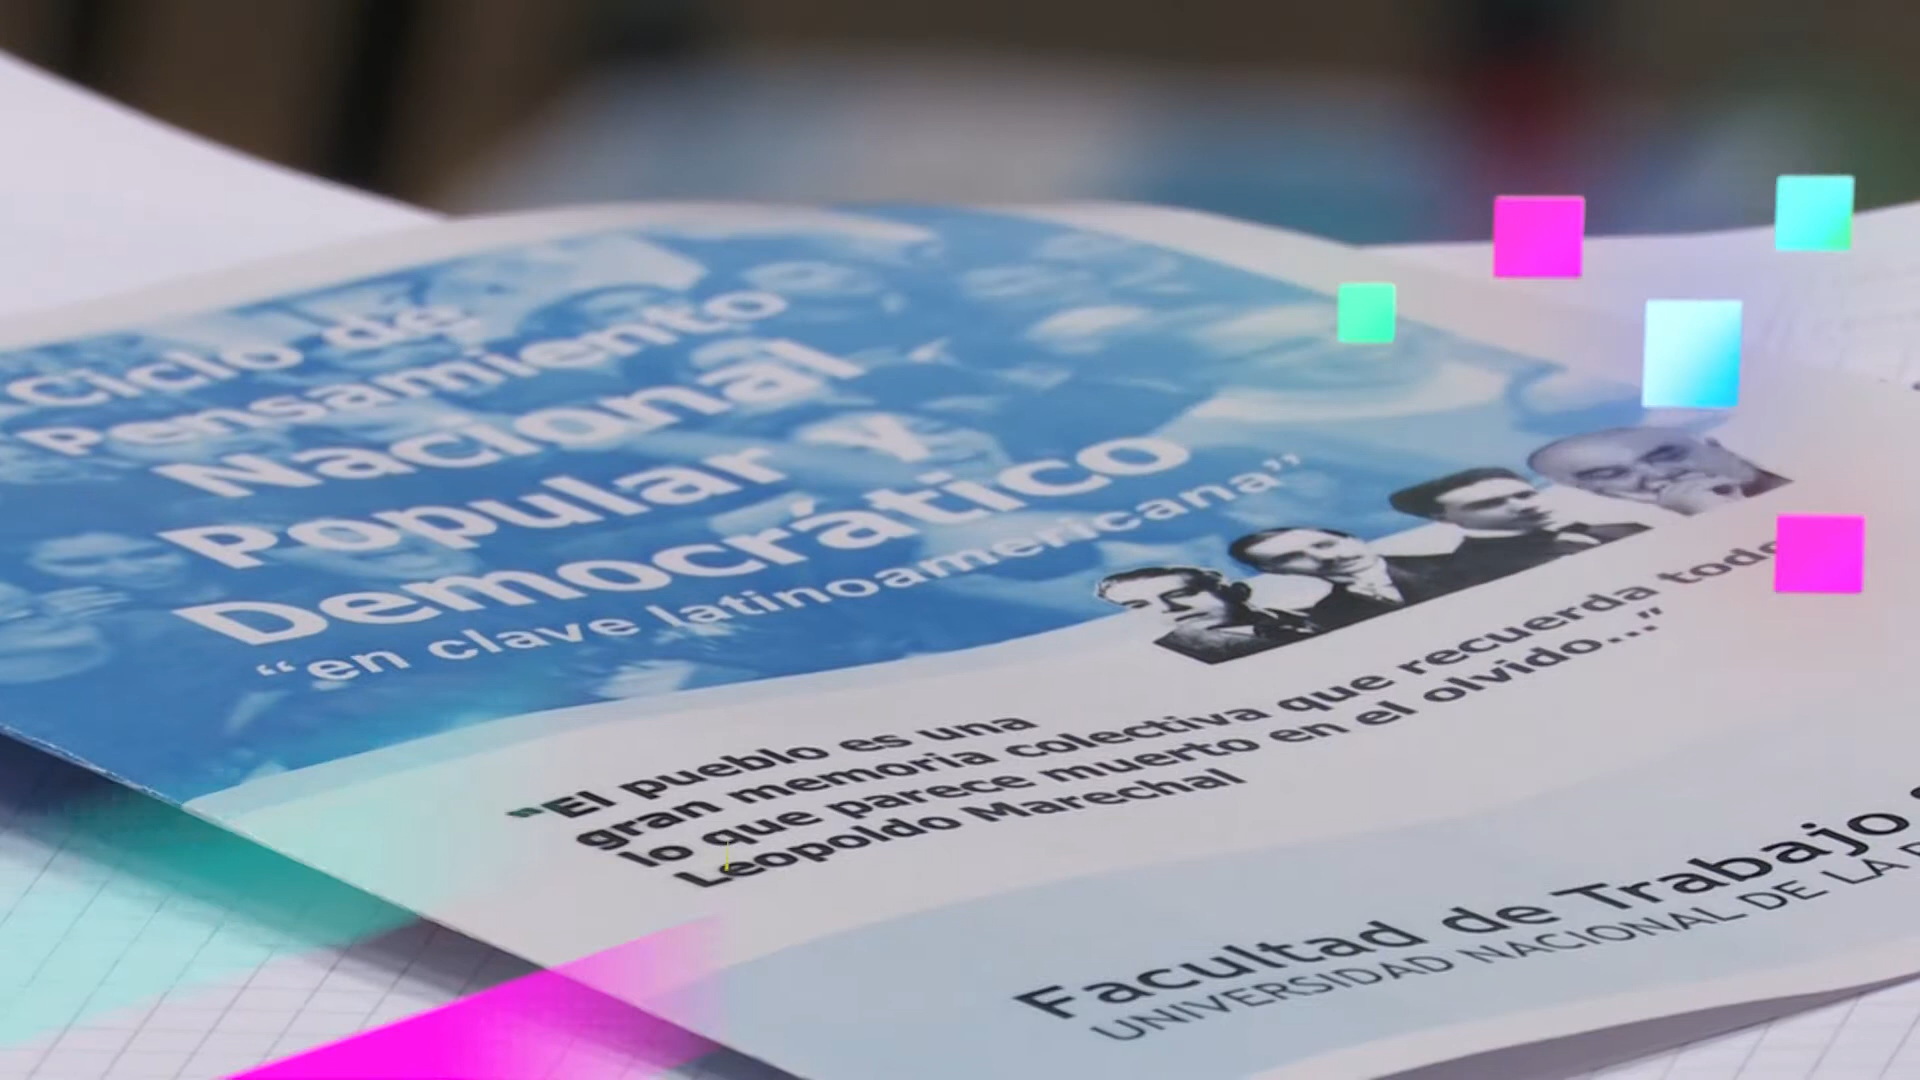 Ciclo de
Pensamiento
Nacional
Popular y
Democrático
“en clave latinoamericana”
"El pueblo es una
gran memoria colectiva que recuerda todo
lo que parece muerto en el olvido..."
Leopoldo Marechal
Facultad de Trabajo
UNIVERSIDAD NACIONAL DE LA